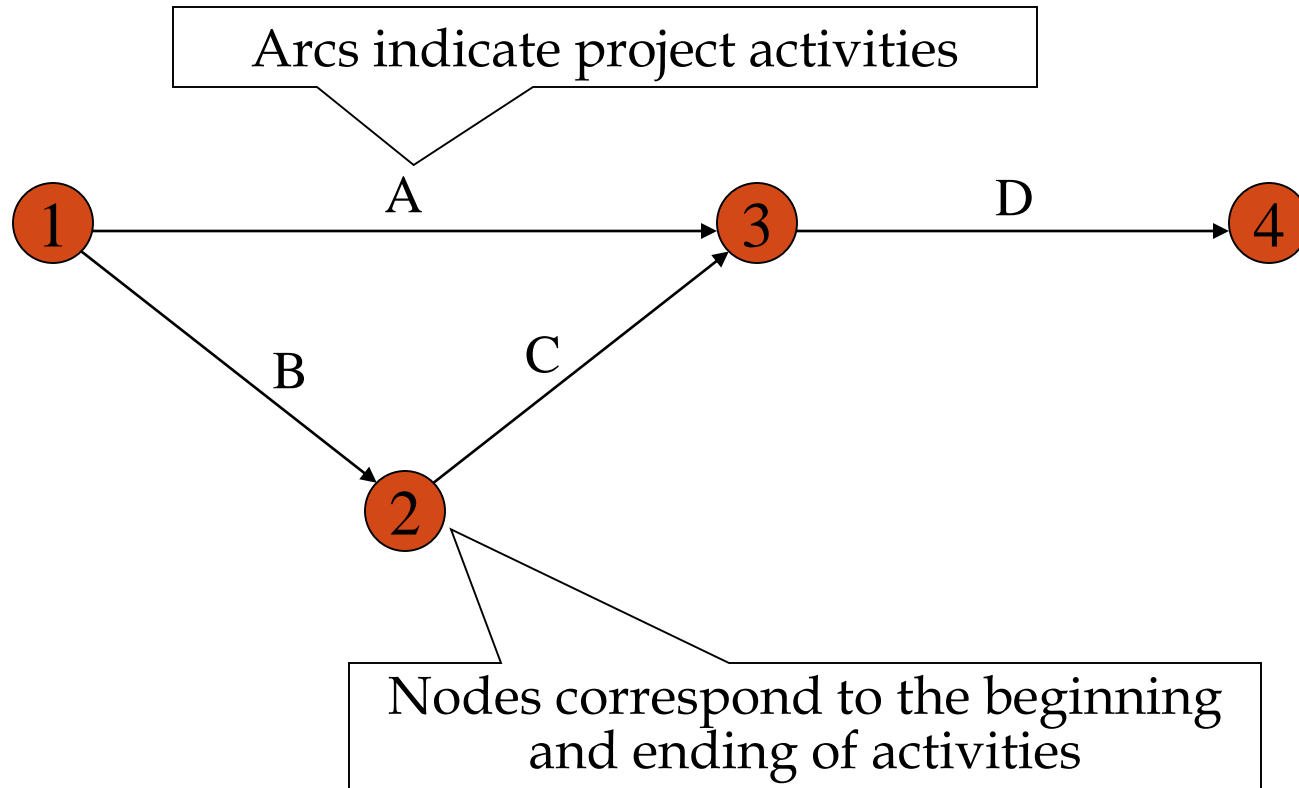 Arcs indicate project activities
A
D
1
3
4
B
C
2
Nodes correspond to the beginning
and ending of activities